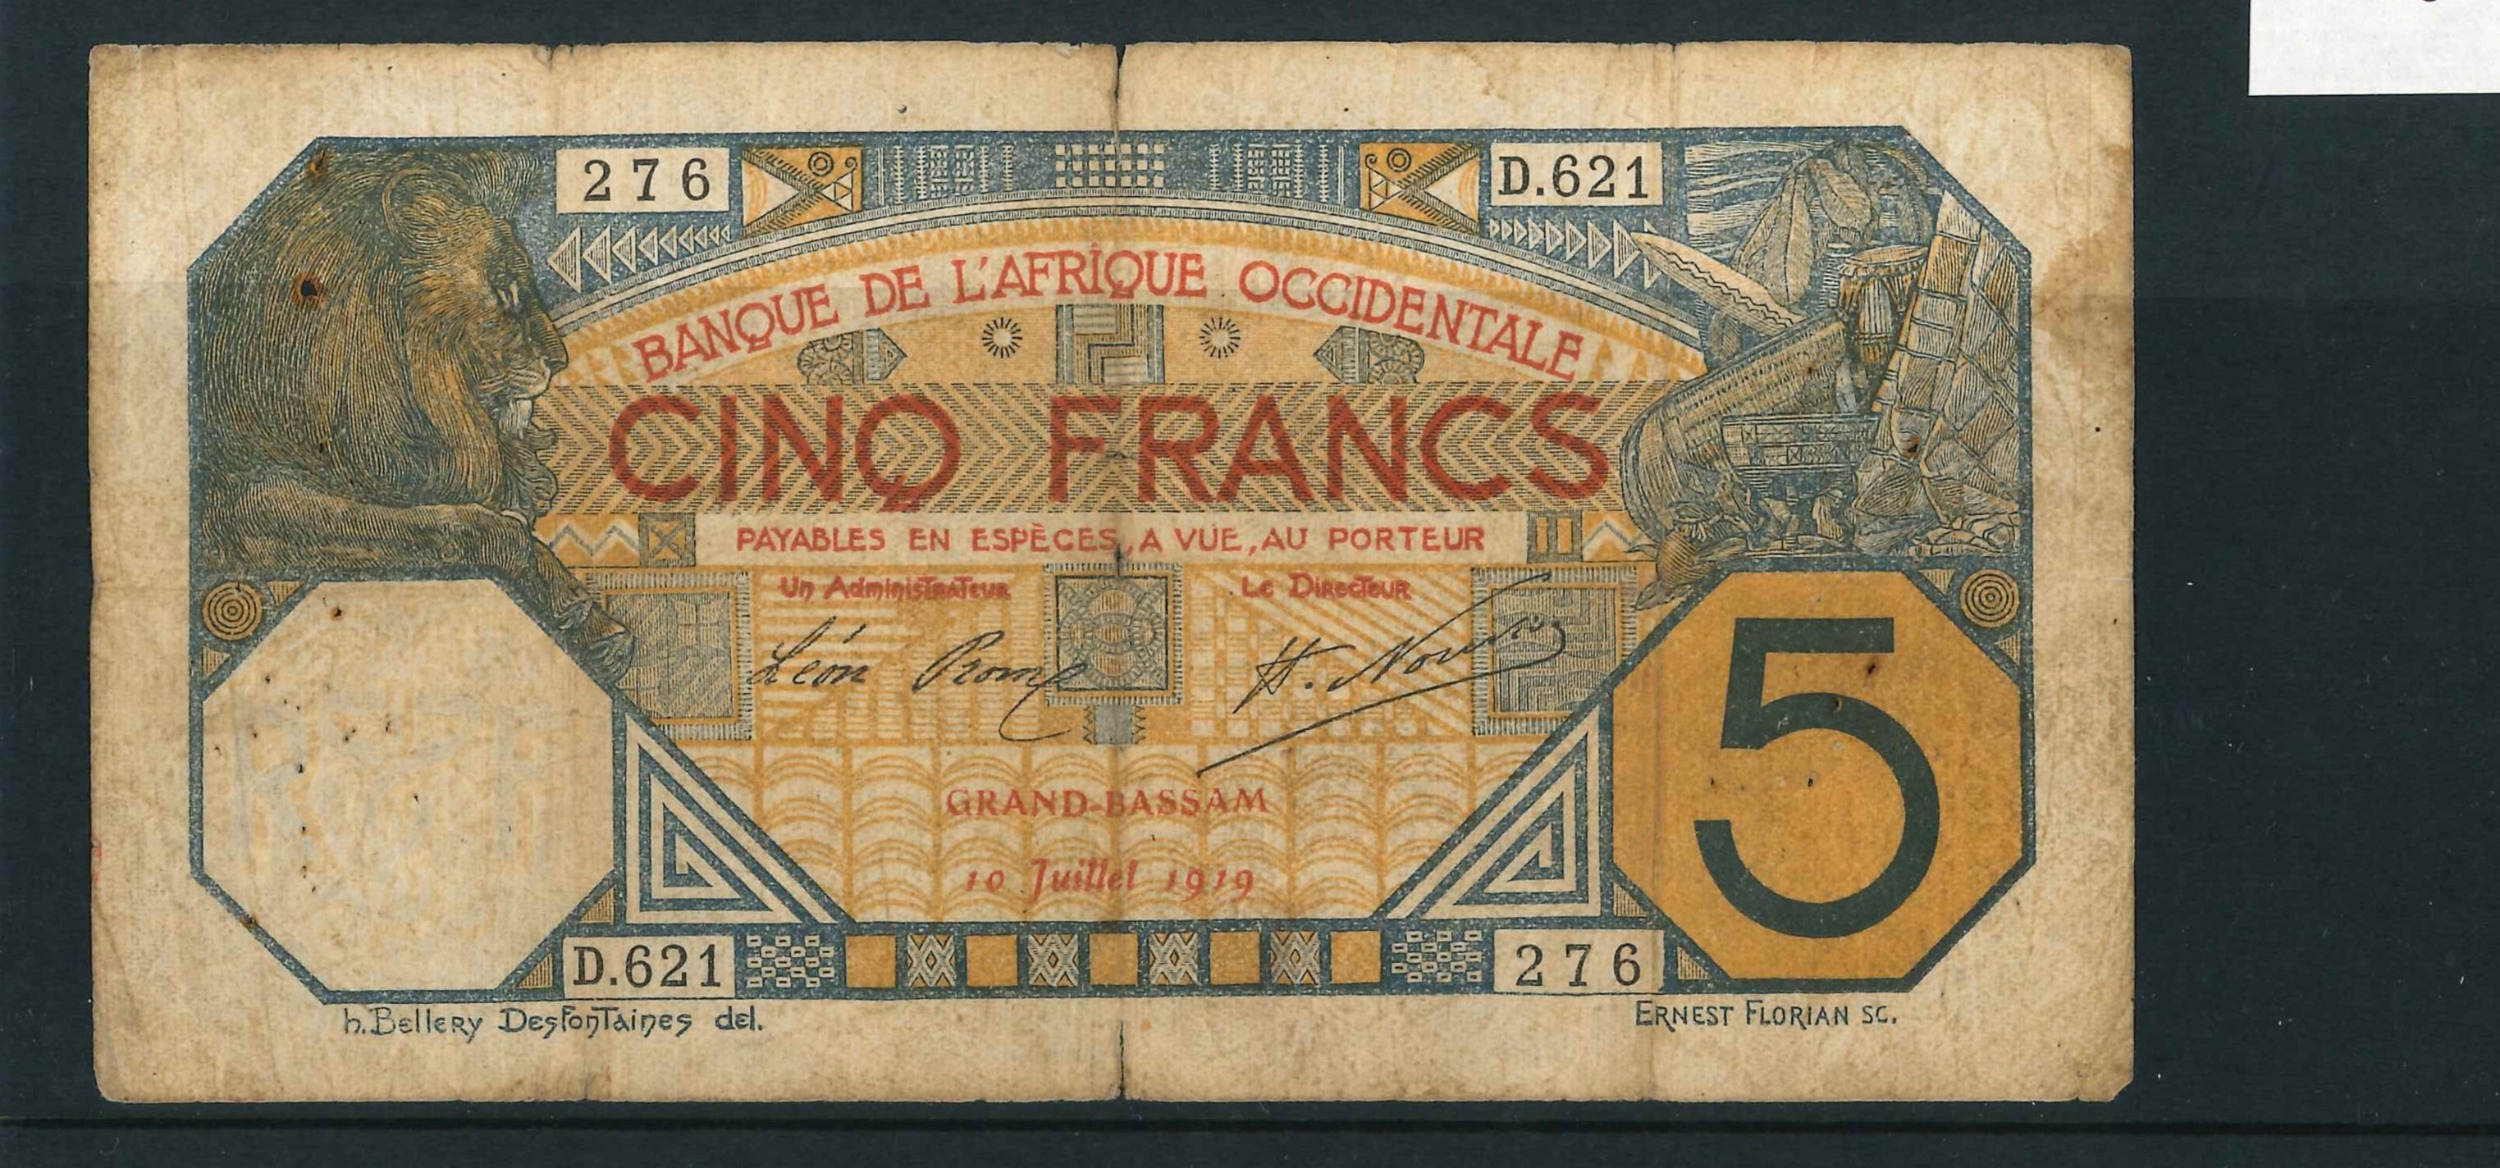 276
D.621
BANQUE DE L'AFRIQUE OCCIDENTALE
CINQ FRANCS
PAYABLES EN ESPÈCES, A VUE, AU PORTEUR
Un Administrateur
Le Directeur
Léon
H. Nouvion
GRAND-BASSAM
10 Juillet 1919
5
D.621
276
h. Bellery Desfontaines del.
ERNEST FLORIAN SC.